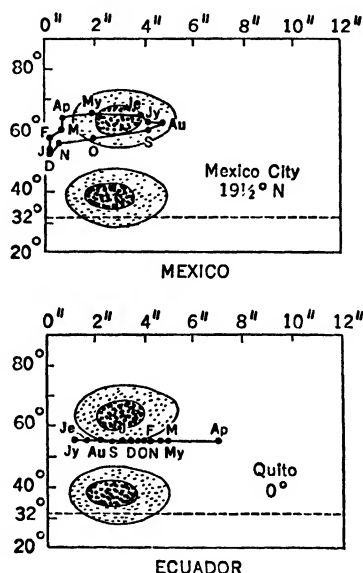 0" 2" 4" 6" 8" 10" 12"
80°
My Je
Ap Jy
Au
60° F M
S
J N O
D
Mexico City
40° 19½° N
32°
20°
MEXICO
0" 2" 4" 6" 8" 10" 12"
80°
60° Je F M Ap
Jy Au S D O N My
Quito
40° 0°
32°
20°
ECUADOR